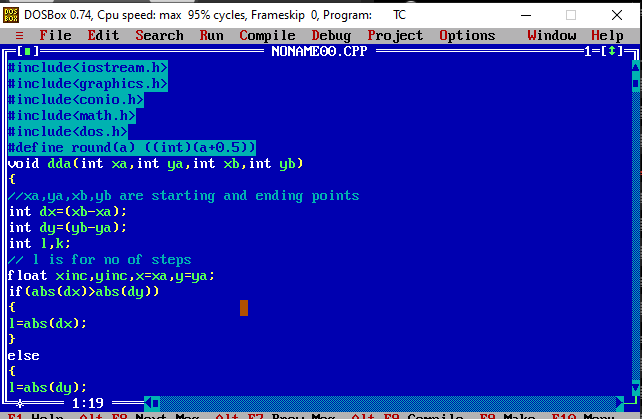 DOSBox 0.74, Cpu speed: max 95% cycles, Frameskip 0, Program: TC
≡ File Edit Search Run Compile Debug Project Options Window Help
[■] NONAME00.CPP 1=[↕]
#include<iostream.h>
#include<graphics.h>
#include<conio.h>
#include<math.h>
#include<dos.h>
#define round(a) ((int)(a+0.5))
void dda(int xa,int ya,int xb,int yb)
{
//xa,ya,xb,yb are starting and ending points
int dx=(xb-xa);
int dy=(yb-ya);
int l,k;
// l is for no of steps
float xinc,yinc,x=xa,y=ya;
if(abs(dx)>abs(dy))
{
l=abs(dx);
}
else
{
l=abs(dy);
1:19
F1 Help Alt-F8 Next Msg Alt-F7 Prev Msg Alt-F9 Compile F9 Make F10 Menu